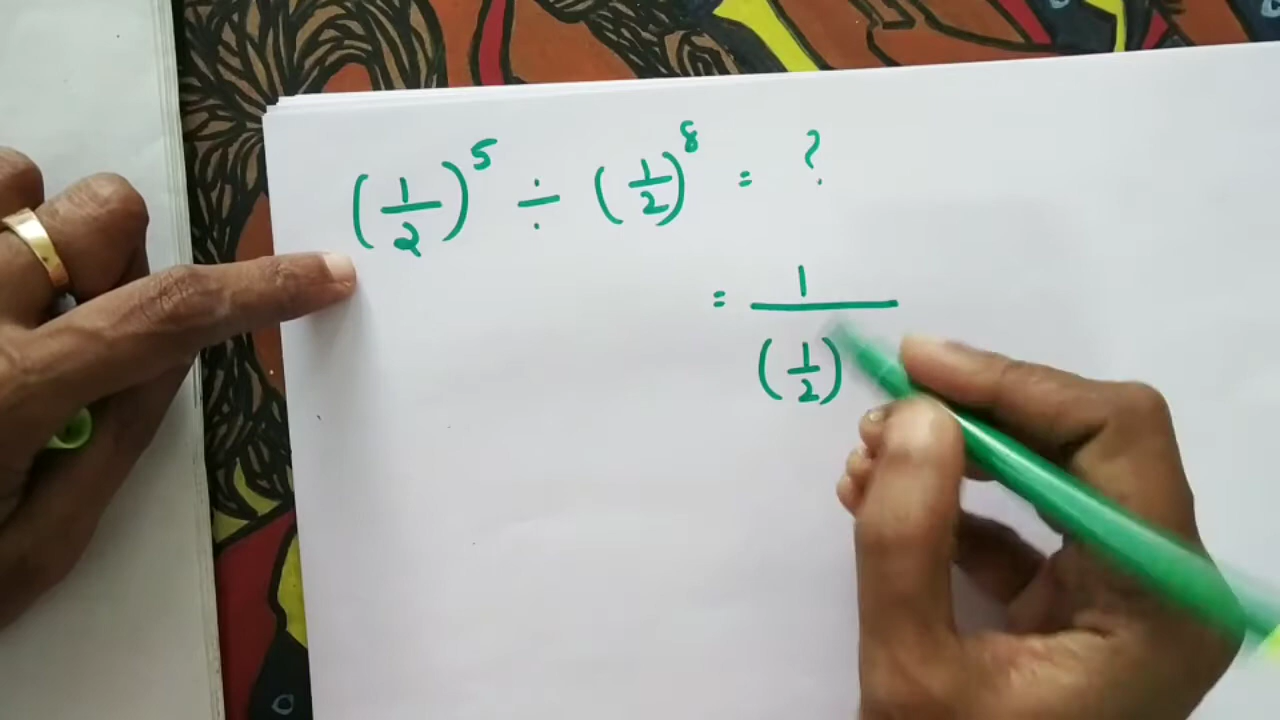 (1/2)^5 ÷ (1/2)^8 = ?
= 1/(1/2)